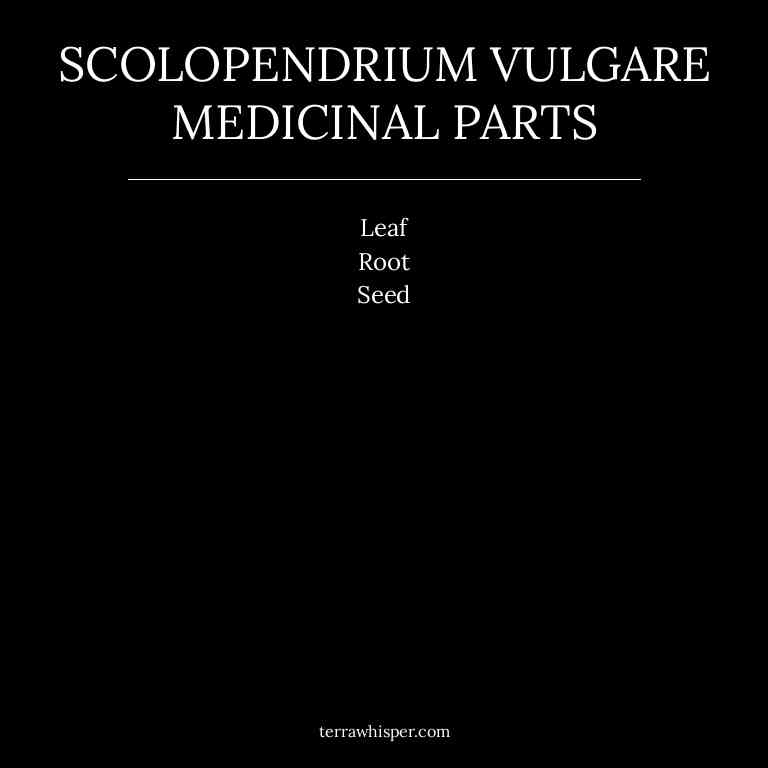 SCOLOPENDRIUM VULGARE
MEDICINAL PARTS
Leaf
Root
Seed
terrawhisper.com